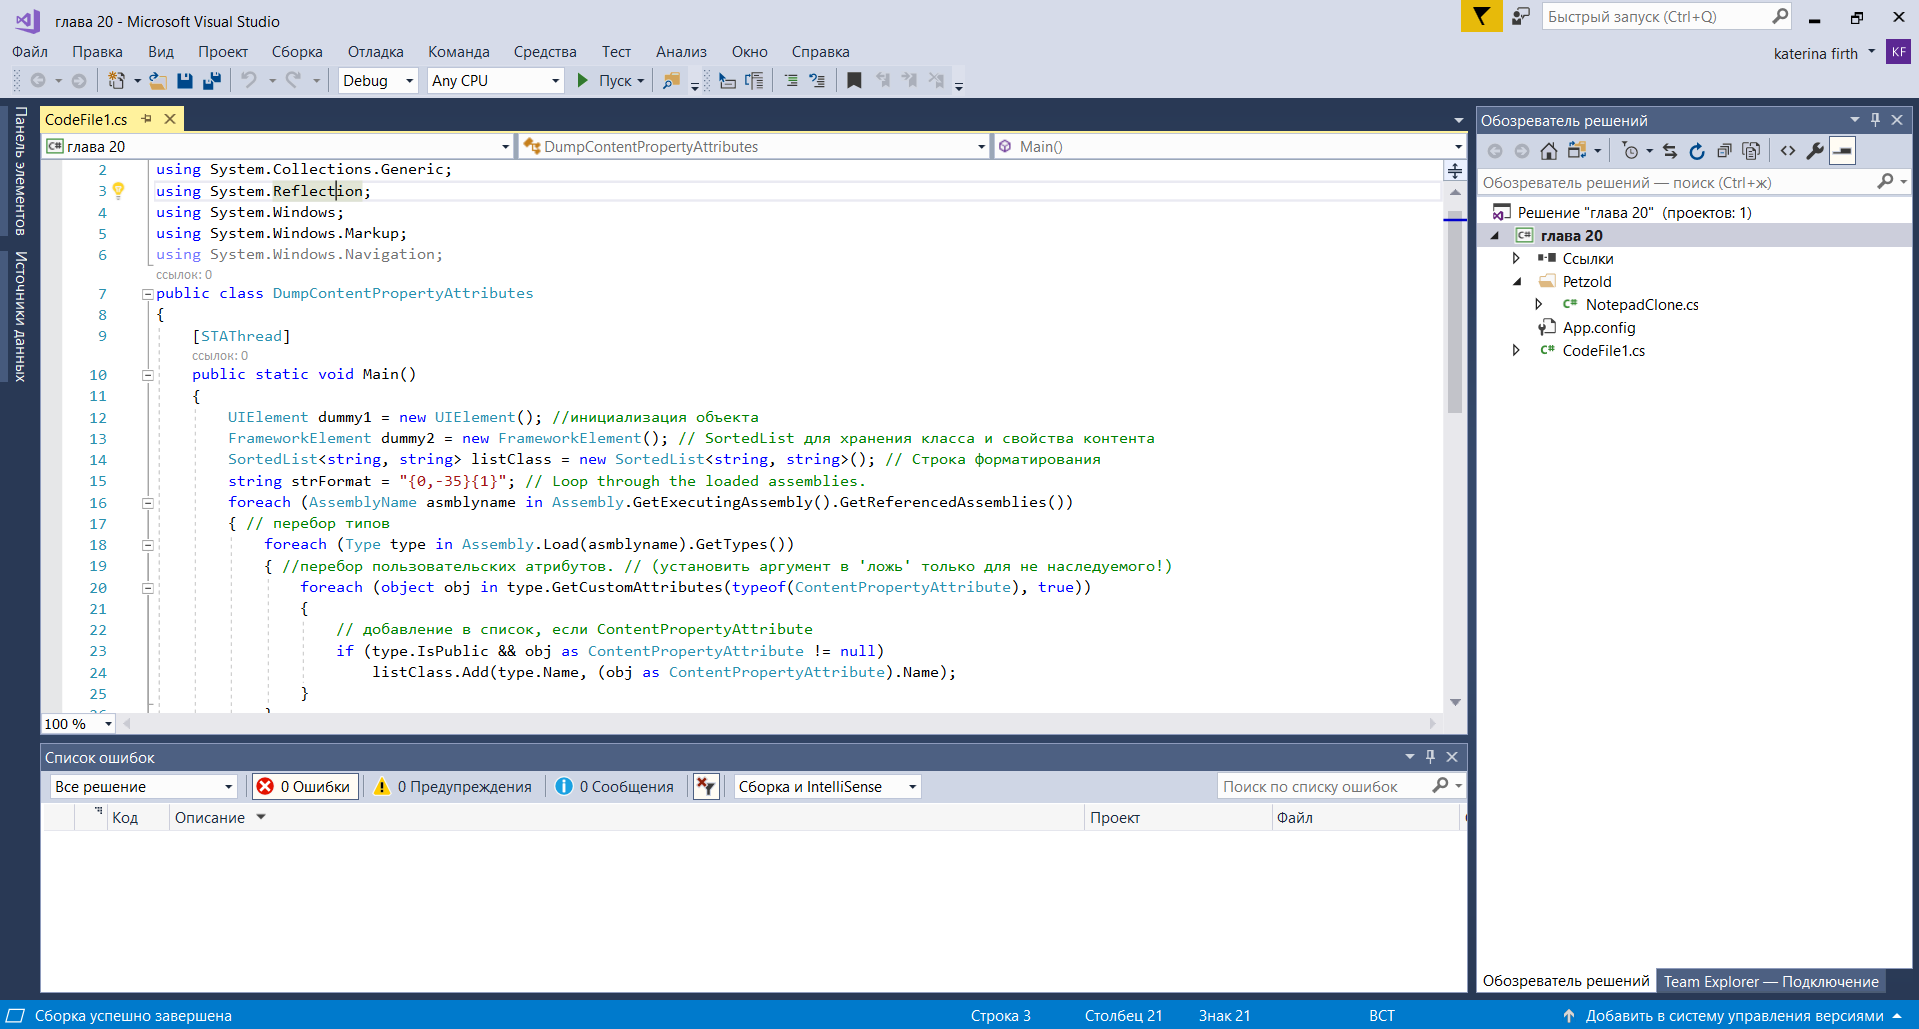 глава 20 - Microsoft Visual Studio
Быстрый запуск (Ctrl+Q)
Файл Правка Вид Проект Сборка Отладка Команда Средства Тест Анализ Окно Справка
katerina firth KF
Debug Any CPU Пуск
Панель элементов
Источники данных
CodeFile1.cs
C# глава 20 DumpContentPropertyAttributes Main()
2 using System.Collections.Generic;
3 using System.Reflection;
4 using System.Windows;
5 using System.Windows.Markup;
6 using System.Windows.Navigation;
ссылок: 0
7 public class DumpContentPropertyAttributes
8 {
9 [STAThread]
ссылок: 0
10 public static void Main()
11 {
12 UIElement dummy1 = new UIElement(); //инициализация объекта
13 FrameworkElement dummy2 = new FrameworkElement(); // SortedList для хранения класса и свойства контента
14 SortedList<string, string> listClass = new SortedList<string, string>(); // Строка форматирования
15 string strFormat = "{0,-35}{1}"; // Loop through the loaded assemblies.
16 foreach (AssemblyName asmblyname in Assembly.GetExecutingAssembly().GetReferencedAssemblies())
17 { // перебор типов
18 foreach (Type type in Assembly.Load(asmblyname).GetTypes())
19 { //перебор пользовательских атрибутов. // (установить аргумент в 'ложь' только для не наследуемого!)
20 foreach (object obj in type.GetCustomAttributes(typeof(ContentPropertyAttribute), true))
21 {
22 // добавление в список, если ContentPropertyAttribute
23 if (type.IsPublic && obj as ContentPropertyAttribute != null)
24 listClass.Add(type.Name, (obj as ContentPropertyAttribute).Name);
25 }
100 %
Список ошибок
Все решение 0 Ошибки 0 Предупреждения 0 Сообщения Сборка и IntelliSense Поиск по списку ошибок
Код Описание Проект Файл
Обозреватель решений
Обозреватель решений — поиск (Ctrl+ж)
Решение "глава 20" (проектов: 1)
C# глава 20
Ссылки
Petzold
C# NotepadClone.cs
App.config
C# CodeFile1.cs
Обозреватель решений Team Explorer — Подключение
Сборка успешно завершена Строка 3 Столбец 21 Знак 21 ВСТ Добавить в систему управления версиями